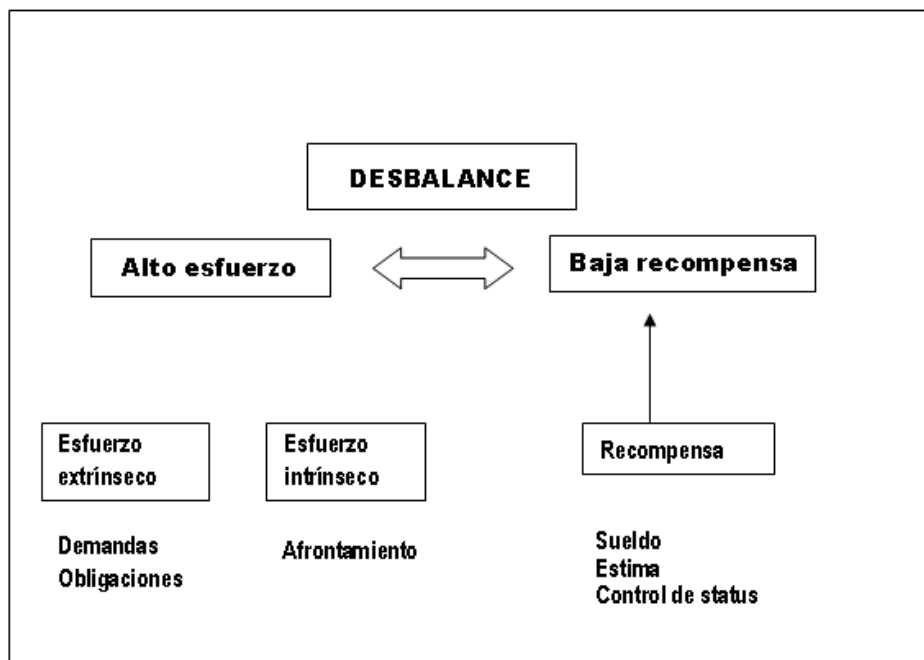 DESBALANCE
Alto esfuerzo
Baja recompensa
Esfuerzo
extrínseco
Esfuerzo
intrínseco
Recompensa
Demandas
Obligaciones
Afrontamiento
Sueldo
Estima
Control de status